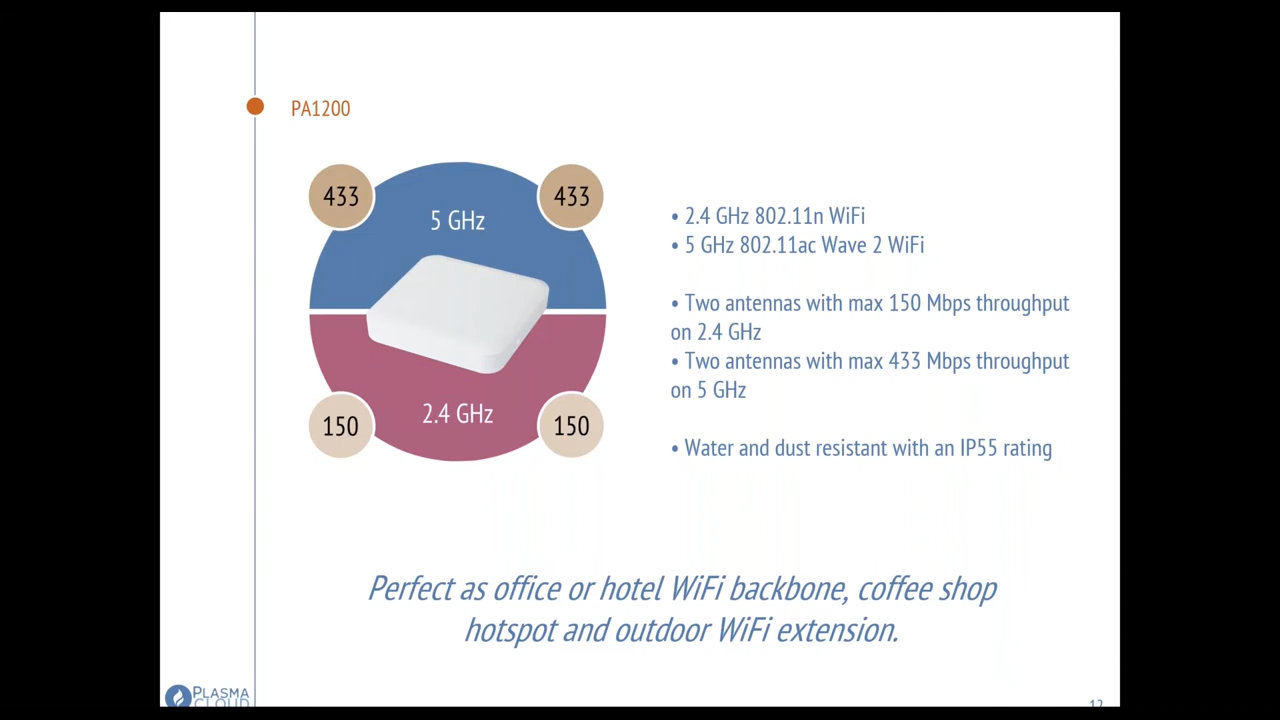 PA1200
433
433
5 GHz
2.4 GHz
150
150
• 2.4 GHz 802.11n WiFi
• 5 GHz 802.11ac Wave 2 WiFi
• Two antennas with max 150 Mbps throughput
on 2.4 GHz
• Two antennas with max 433 Mbps throughput
on 5 GHz
• Water and dust resistant with an IP55 rating
Perfect as office or hotel WiFi backbone, coffee shop
hotspot and outdoor WiFi extension.
PLASMA
CLOUD
12